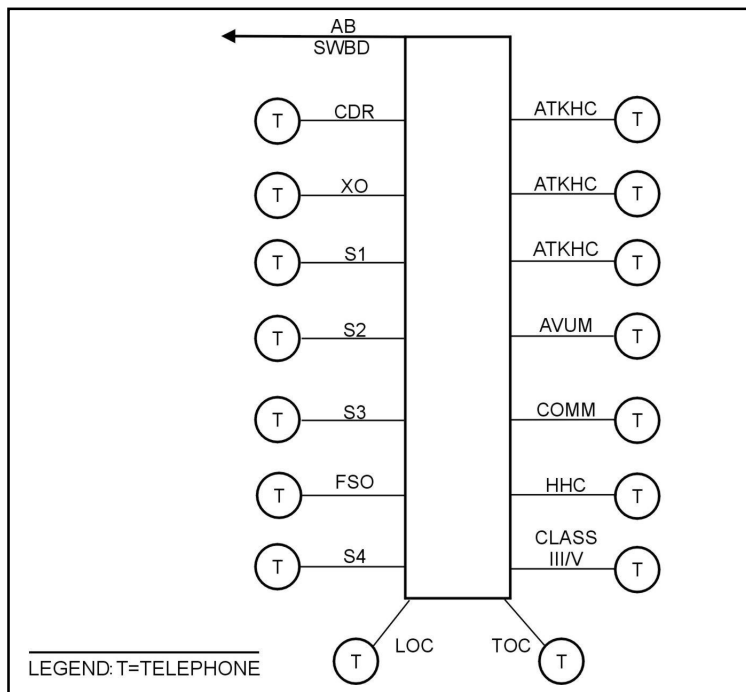 AB
SWBD
T CDR ATKHC T
T XO ATKHC T
T S1 ATKHC T
T S2 AVUM T
T S3 COMM T
T FSO HHC T
T S4 CLASS
III/V T
T LOC TOC T
LEGEND: T=TELEPHONE